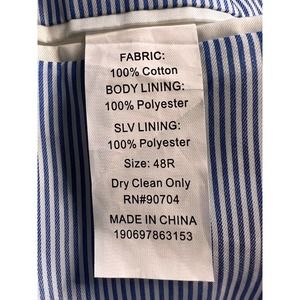 FABRIC:
100% Cotton
BODY LINING:
100% Polyester
SLV LINING:
100% Polyester
Size: 48R
Dry Clean Only
RN#90704
MADE IN CHINA
190697863153